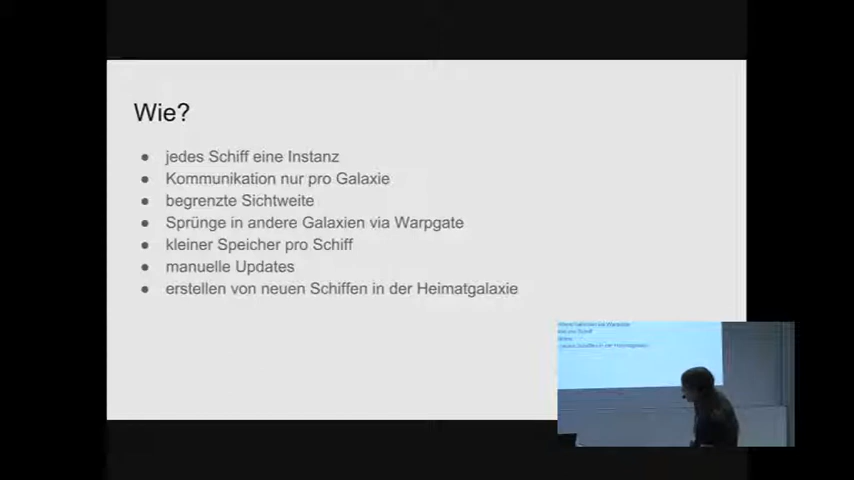 Wie?
jedes Schiff eine Instanz
Kommunikation nur pro Galaxie
begrenzte Sichtweite
Sprünge in andere Galaxien via Warpgate
kleiner Speicher pro Schiff
manuelle Updates
erstellen von neuen Schiffen in der Heimatgalaxie